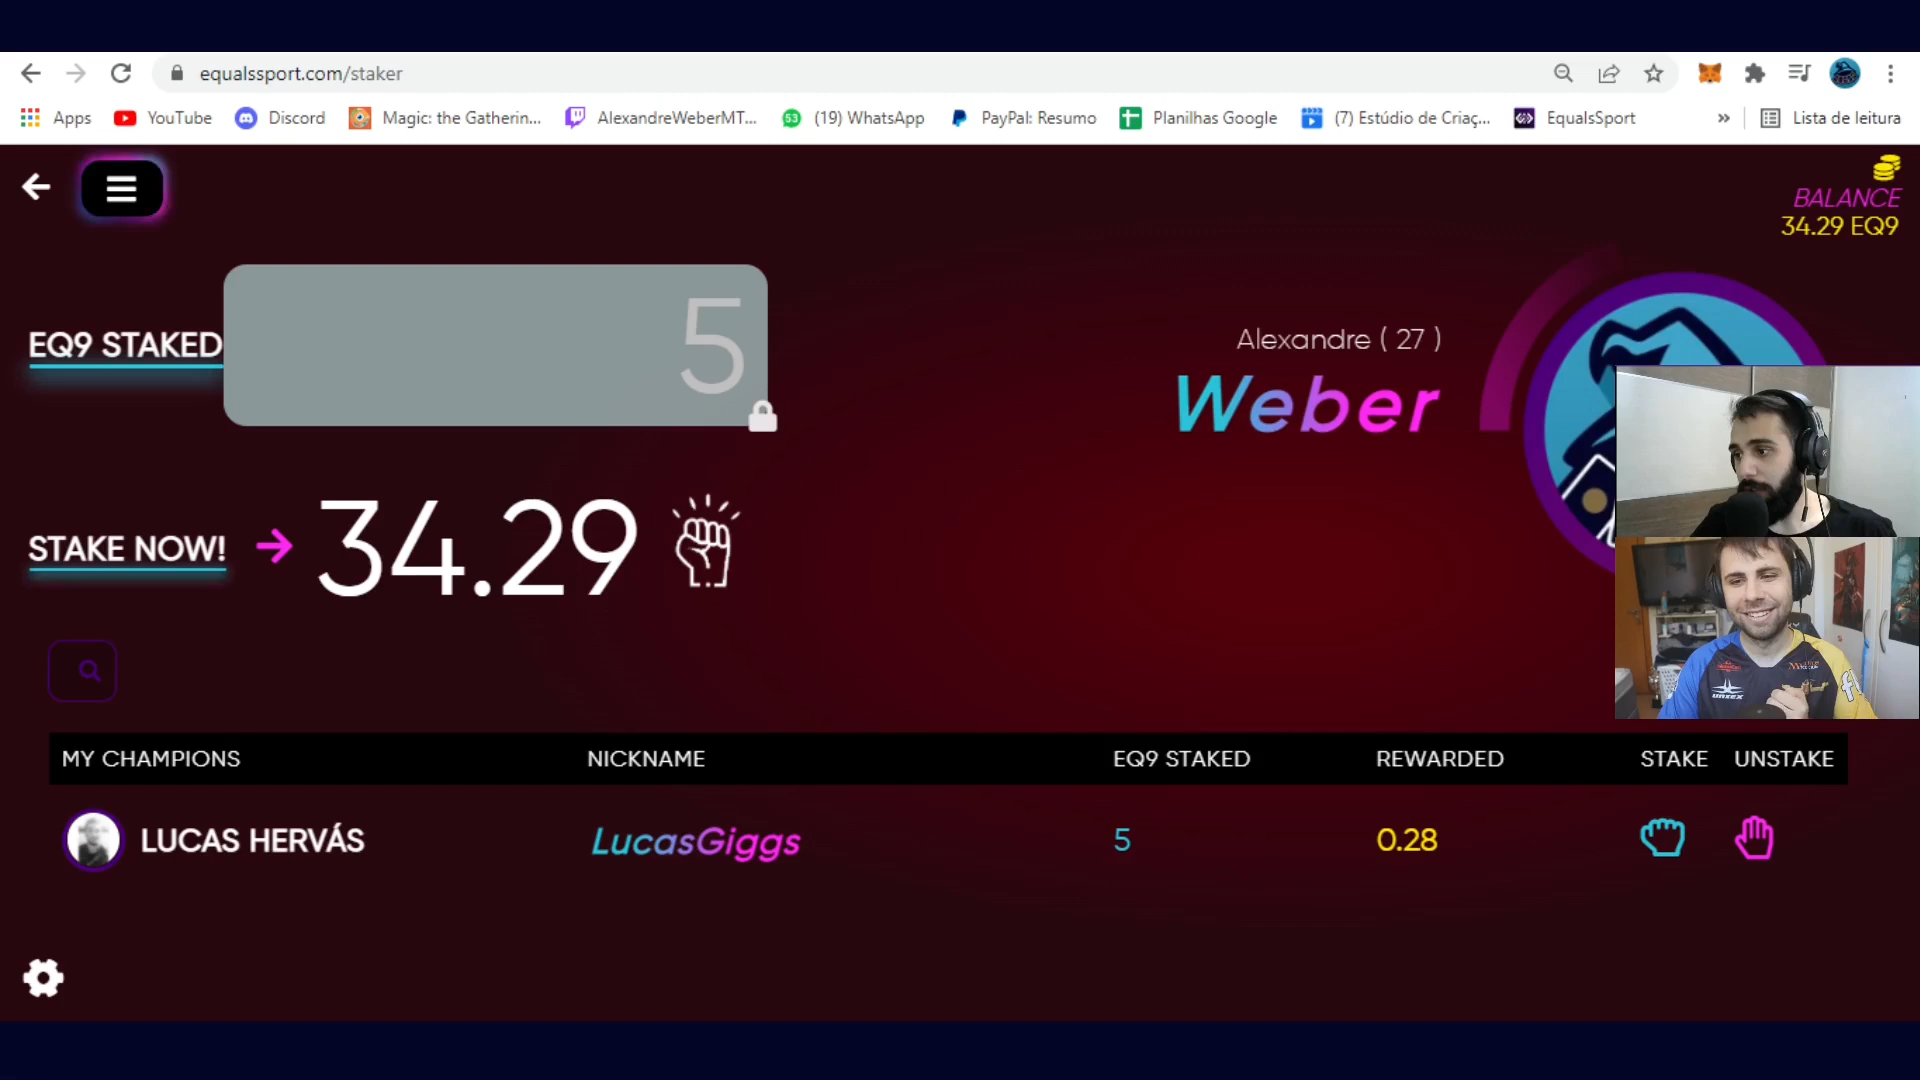 equalssport.com/staker
Apps
YouTube
Discord
Magic: the Gatherin...
AlexandreWeberMT...
53
(19) WhatsApp
PayPal: Resumo
Planilhas Google
(7) Estúdio de Criaç...
EqualsSport
»
Lista de leitura
BALANCE
34.29 EQ9
EQ9 STAKED
5
Alexandre ( 27 )
Weber
STAKE NOW!
34.29
MY CHAMPIONS
NICKNAME
EQ9 STAKED
REWARDED
STAKE
UNSTAKE
LUCAS HERVÁS
LucasGiggs
5
0.28